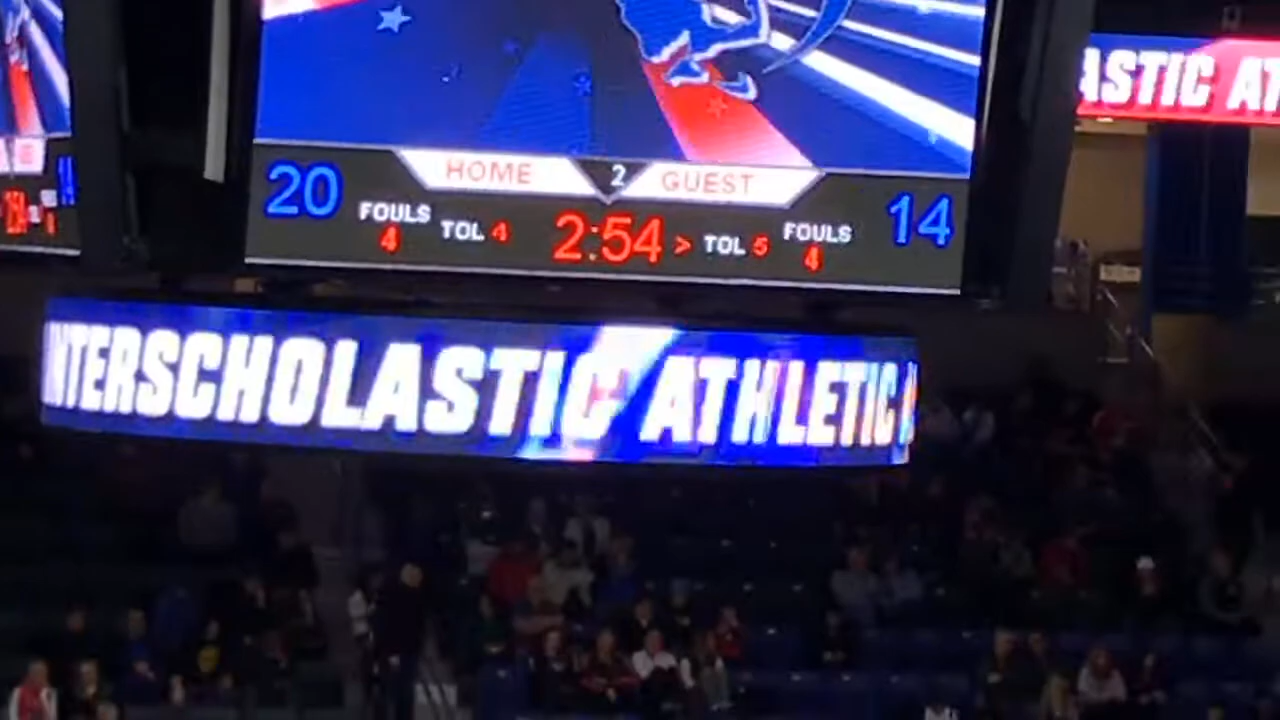 ASTIC AT
HOME 2 GUEST
20 FOULS 4 TOL 4 2:54 > TOL 5 FOULS 4 14
NTERSCHOLASTIC ATHLETIC